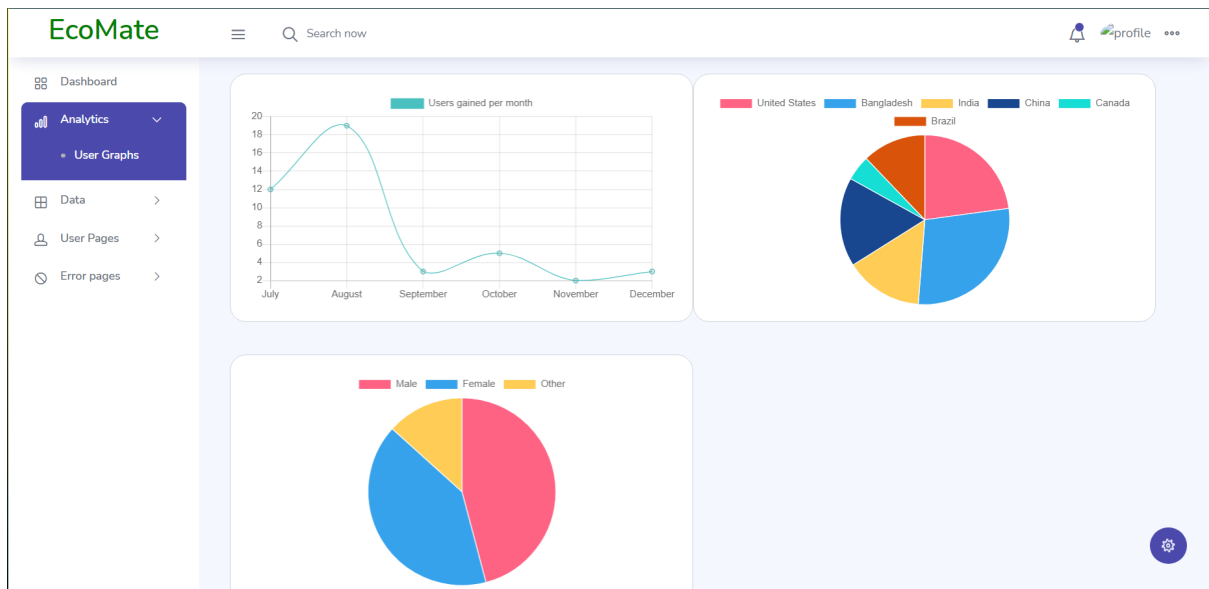 EcoMate
Search now
profile
Dashboard
Analytics
User Graphs
Data
User Pages
Error pages
Users gained per month
20
18
16
14
12
10
8
6
4
2
July August September October November December
United States Bangladesh India China Canada
Brazil
Male Female Other